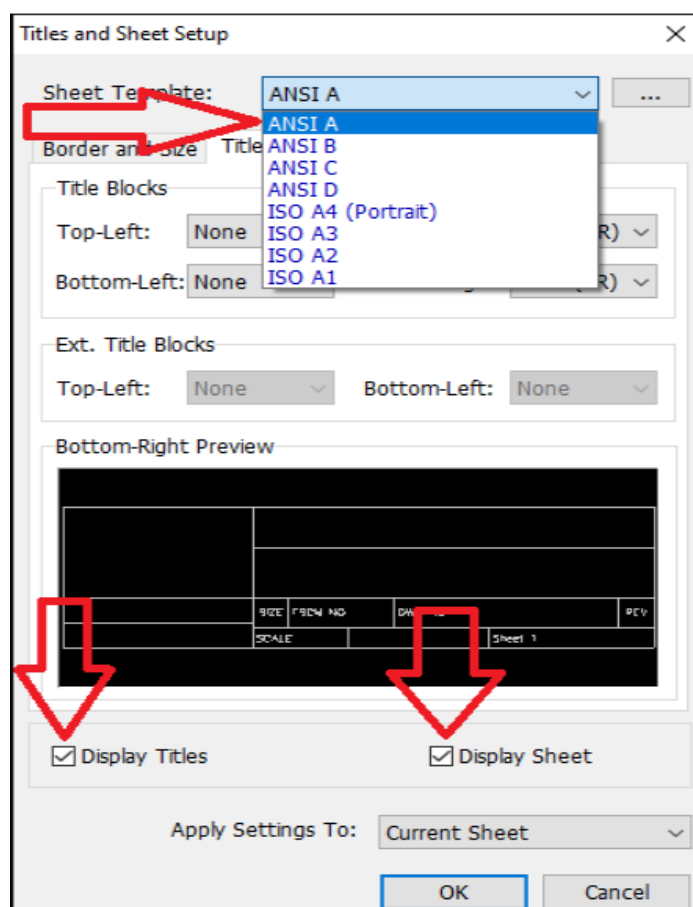 Titles and Sheet Setup
Sheet Template: ANSI A ...
ANSI A
Border and Size Title
ANSI B
ANSI C
ANSI D
ISO A4 (Portrait)
ISO A3
ISO A2
ISO A1
Title Blocks
Top-Left: None R)
Bottom-Left: None R)
Ext. Title Blocks
Top-Left: None Bottom-Left: None
Bottom-Right Preview
SIZE FSCM NO. REV
SCALE Sheet 1
Display Titles Display Sheet
Apply Settings To: Current Sheet
OK Cancel